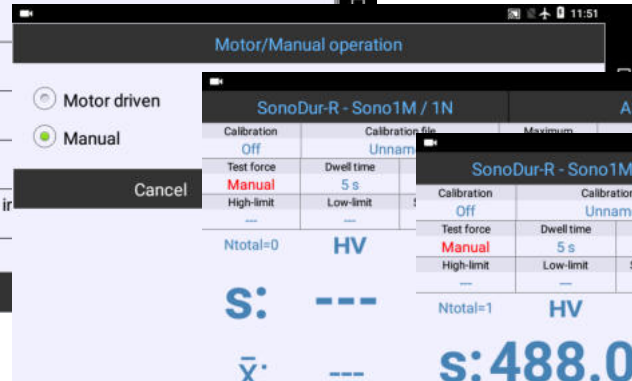 11:51
Motor/Manual operation
Motor driven
Manual
Cancel
ir
SonoDur-R - Sono1M / 1N
A
Calibration Calibration file Maximum
Off Unnam
Test force Dwell time
Manual 5 s
High-limit Low-limit S
--- ---
Ntotal=0 HV
s: ---
x̄: ---
SonoDur-R - Sono1M
Calibration Calibration
Off Unnam
Test force Dwell time
Manual 5 s
High-limit Low-limit S
--- ---
Ntotal=1 HV
s: 488.0